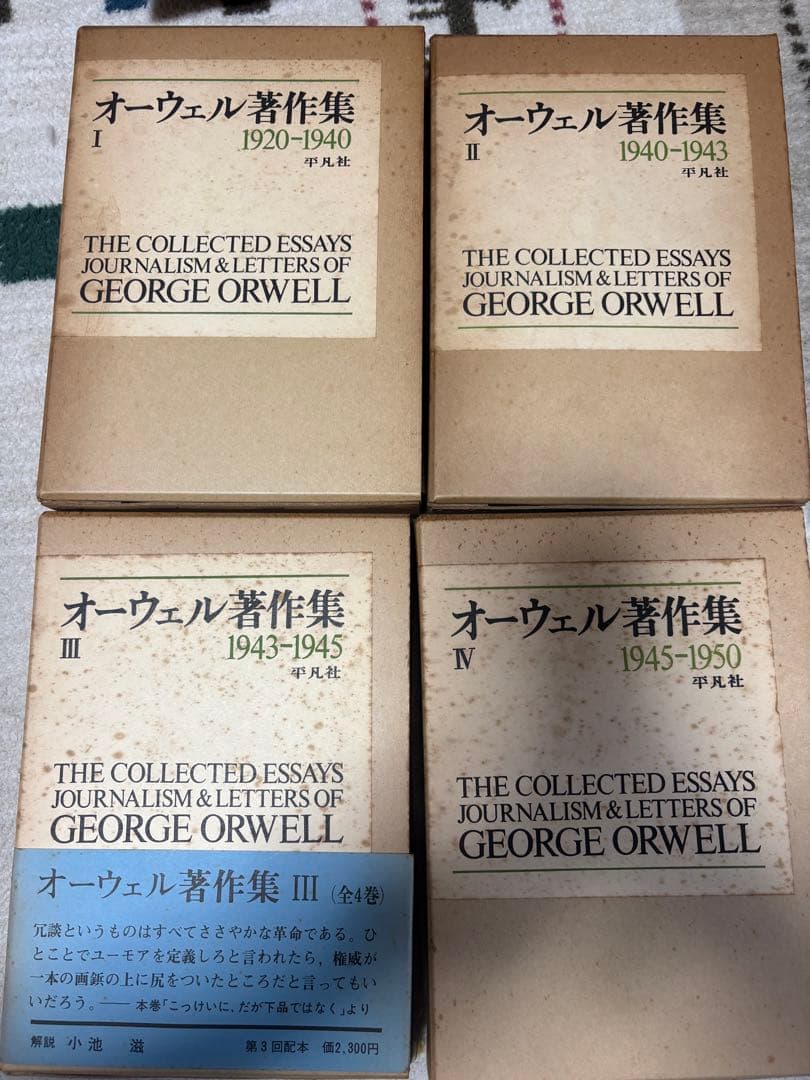 オーウェル著作集
I 1920-1940
平凡社
THE COLLECTED ESSAYS
JOURNALISM & LETTERS OF
GEORGE ORWELL
オーウェル著作集
II 1940-1943
平凡社
THE COLLECTED ESSAYS
JOURNALISM & LETTERS OF
GEORGE ORWELL
オーウェル著作集
III 1943-1945
平凡社
THE COLLECTED ESSAYS
JOURNALISM & LETTERS OF
GEORGE ORWELL
オーウェル著作集 III (全4巻)
冗談というものはすべてささやかな革命である。ひ
とことでユーモアを定義しろと言われたら，権威が
一本の画鋲の上に尻をついたところだと言ってもい
いだろう。——本巻「こっけいに，だが下品ではなく」より
解説 小池 滋 第3回配本 価2,300円
オーウェル著作集
IV 1945-1950
平凡社
THE COLLECTED ESSAYS
JOURNALISM & LETTERS OF
GEORGE ORWELL